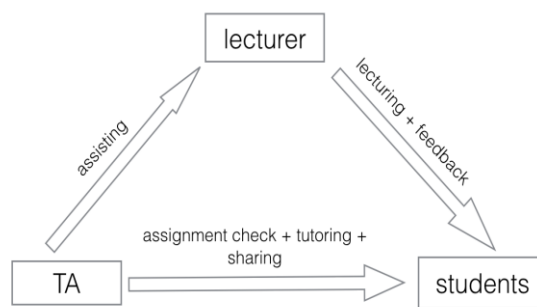 lecturer
assisting
lecturing + feedback
assignment check + tutoring +
sharing
TA
students